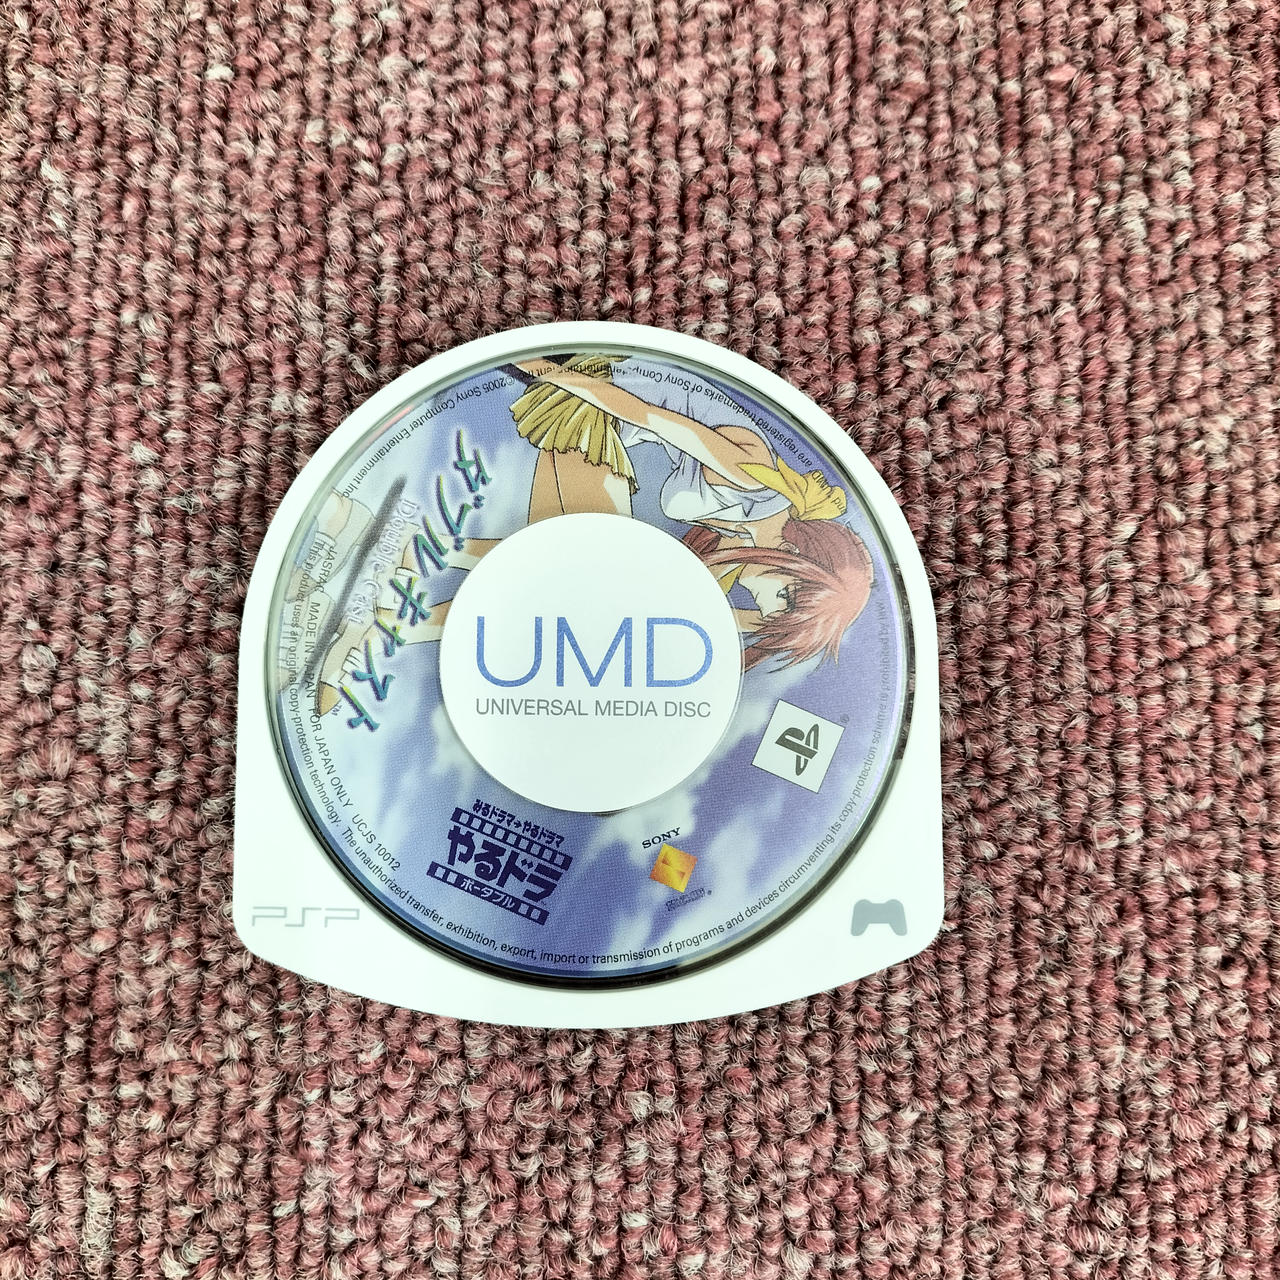 ©2005 Sony Computer Entertainment Inc.
are registered trademarks of Sony Computer Entertainment Inc.
ダブルキャスト
Double Cast
UMD
UNIVERSAL MEDIA DISC
みるドラマ→やるドラマ
やるドラ
ポータブル
SONY
PSP
JASRAC MADE IN JAPAN FOR JAPAN ONLY UCJS 10012
This product uses an original copy-protection technology. The unauthorized transfer, exhibition, export, import or transmission of programs and devices circumventing its copy-protection scheme is prohibited by law.